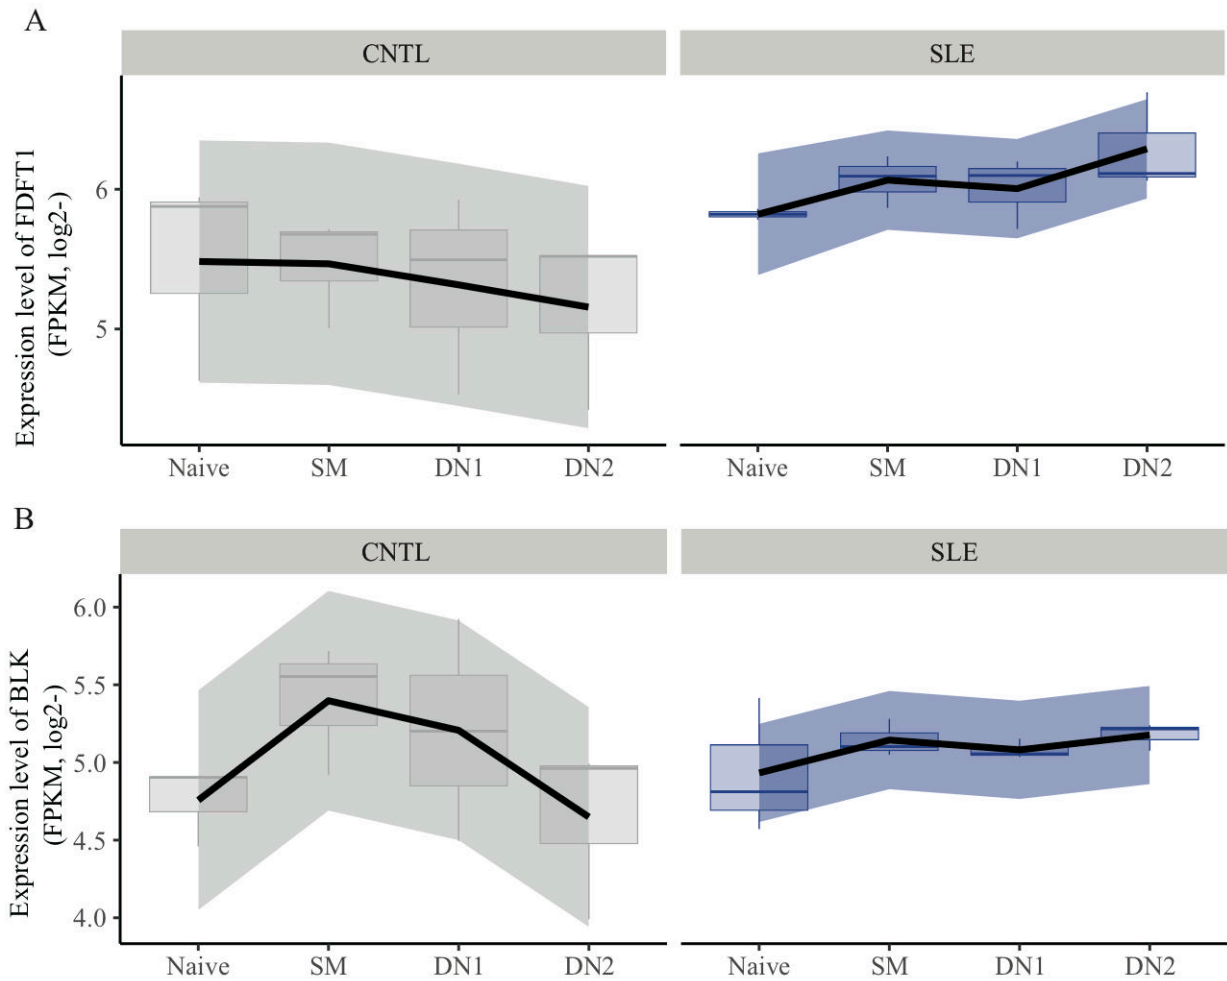 A
CNTL
SLE
Expression level of FDFT1
(FPKM, log2-)
6
5
Naive
SM
DN1
DN2
Naive
SM
DN1
DN2
B
CNTL
SLE
Expression level of BLK
(FPKM, log2-)
6.0
5.5
5.0
4.5
4.0
Naive
SM
DN1
DN2
Naive
SM
DN1
DN2